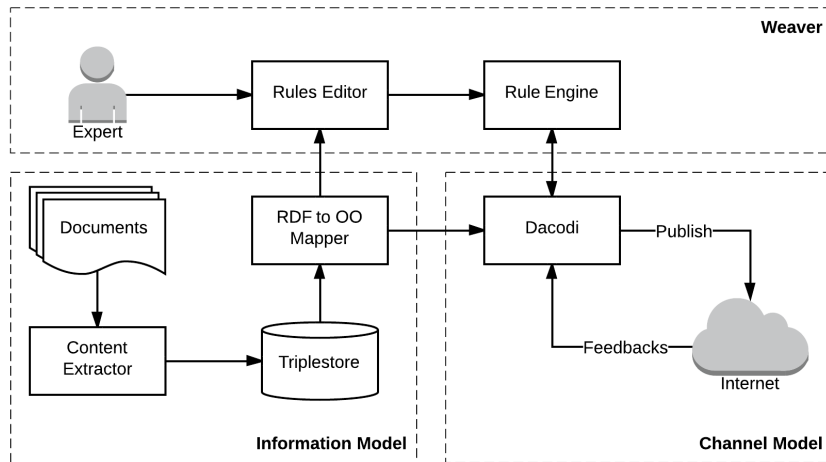 Weaver
Expert
Rules Editor
Rule Engine
Documents
RDF to OO
Mapper
Dacodi
Publish
Content
Extractor
Triplestore
Feedbacks
Internet
Information Model
Channel Model